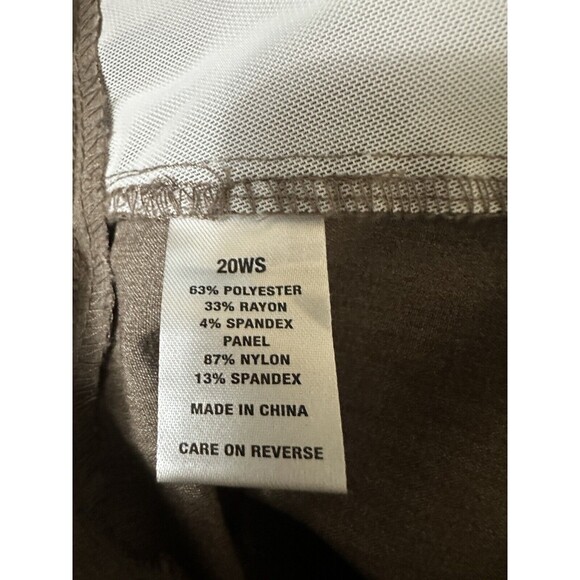 20WS
63% POLYESTER
33% RAYON
4% SPANDEX
PANEL
87% NYLON
13% SPANDEX
MADE IN CHINA
CARE ON REVERSE